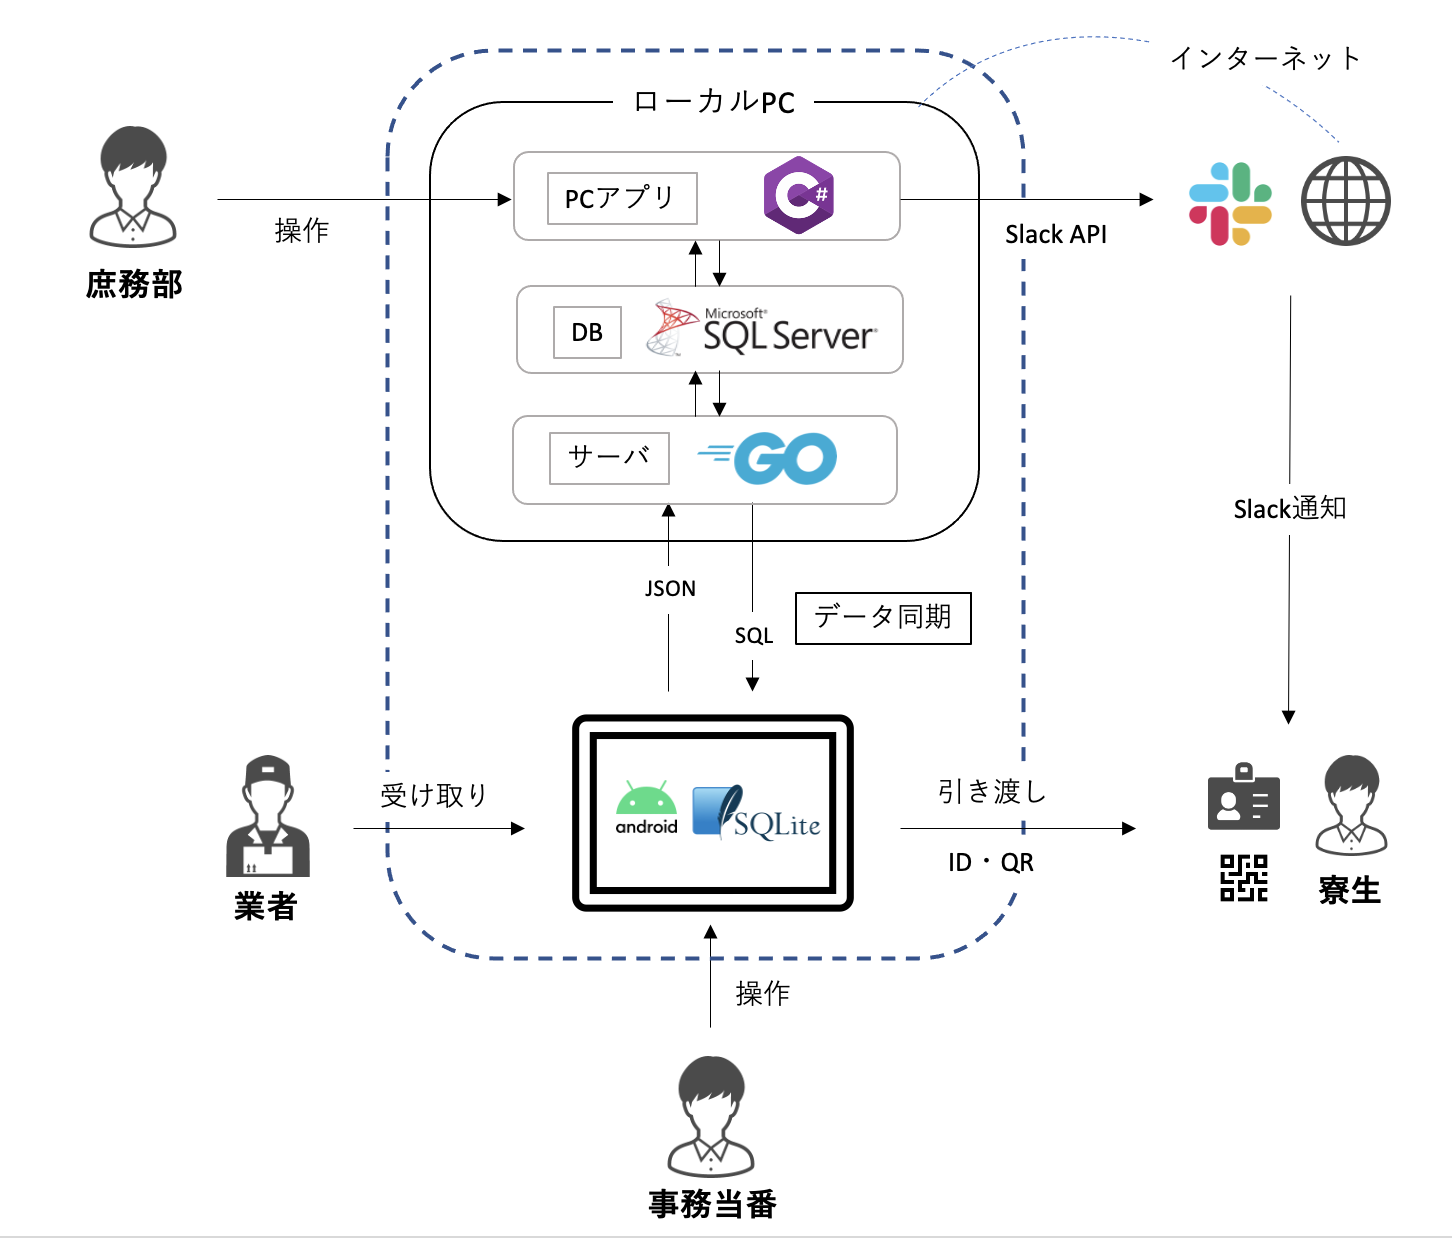 インターネット
ローカルPC
PCアプリ
C#
操作
Slack API
庶務部
DB
Microsoft®
SQL Server®
サーバ
GO
Slack通知
JSON
データ同期
SQL
受け取り
引き渡し
android
SQLite
ID・QR
業者
寮生
操作
事務当番